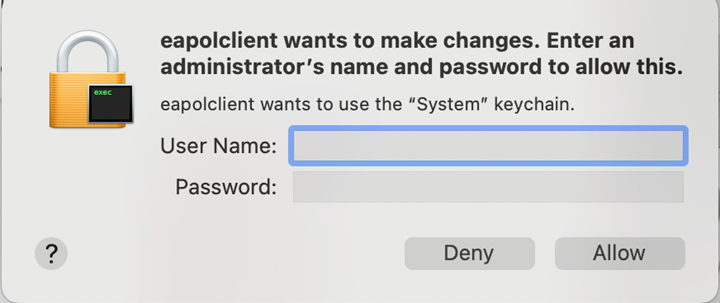 exec
eapolclient wants to make changes. Enter an
administrator’s name and password to allow this.
eapolclient wants to use the “System” keychain.
User Name:
Password:
?
Deny
Allow